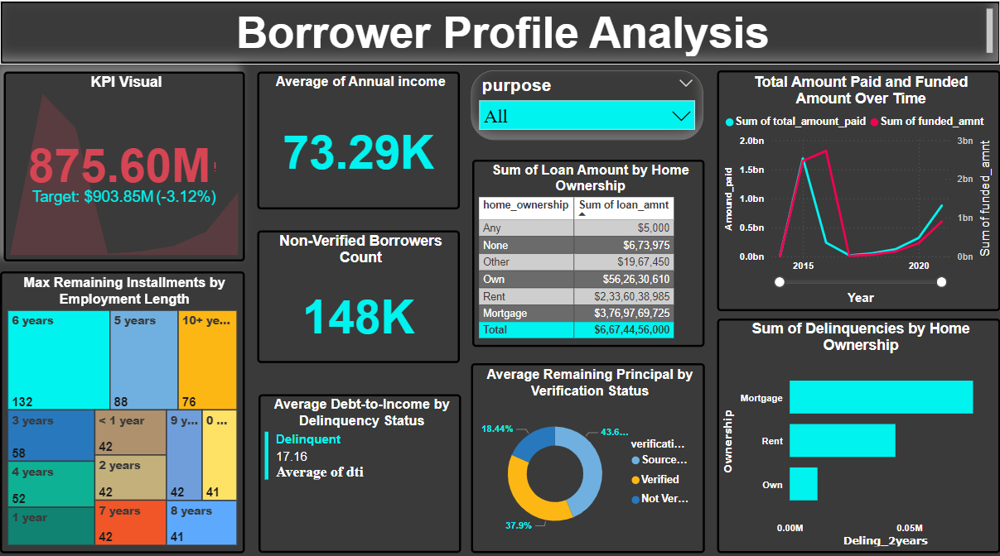 Borrower Profile Analysis
KPI Visual
875.60M!
Target: $903.85M (-3.12%)
Average of Annual income
73.29K
Non-Verified Borrowers
Count
148K
purpose
All
Sum of Loan Amount by Home
Ownership
home_ownership Sum of loan_amnt
Any $5,000
None $6,73,975
Other $19,67,450
Own $56,26,30,610
Rent $2,33,60,38,985
Mortgage $3,76,97,69,725
Total $6,67,44,56,000
Total Amount Paid and Funded
Amount Over Time
Sum of total_amount_paid Sum of funded_amnt
Amound_paid
2.0bn
1.5bn
1.0bn
0.5bn
0.0bn
3bn
2bn
1bn
0bn
Sum of funded_amnt
2015 2020
Year
Max Remaining Installments by
Employment Length
6 years
132
5 years
88
10+ ye...
76
3 years
58
4 years
52
1 year
< 1 year
42
2 years
42
7 years
42
9 y...
42
0 ...
41
8 years
41
Average Debt-to-Income by
Delinquency Status
Delinquent
17.16
Average of dti
Average Remaining Principal by
Verification Status
18.44%
43.6...
37.9%
verificati...
Source...
Verified
Not Ver...
Sum of Delinquencies by Home
Ownership
Ownership
Mortgage
Rent
Own
0.00M 0.05M
Delinq_2years